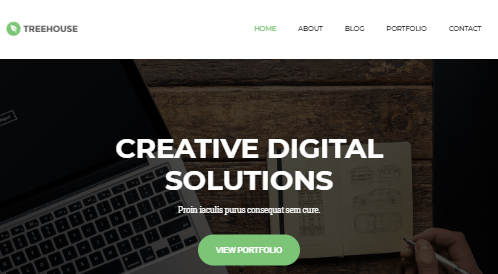 TREEHOUSE
HOME ABOUT BLOG PORTFOLIO CONTACT
CREATIVE DIGITAL
SOLUTIONS
Proin iaculis purus consequat sem cure.
VIEW PORTFOLIO